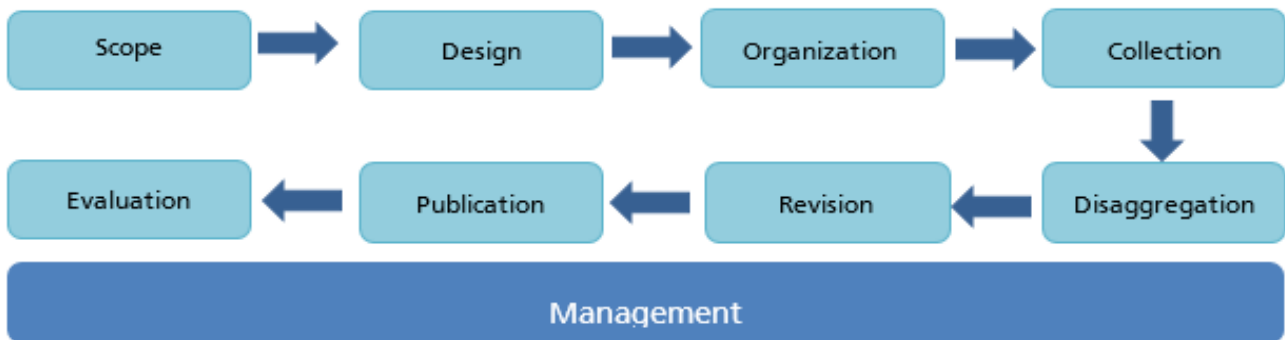 Scope
Design
Organization
Collection
Disaggregation
Revision
Publication
Evaluation
Management